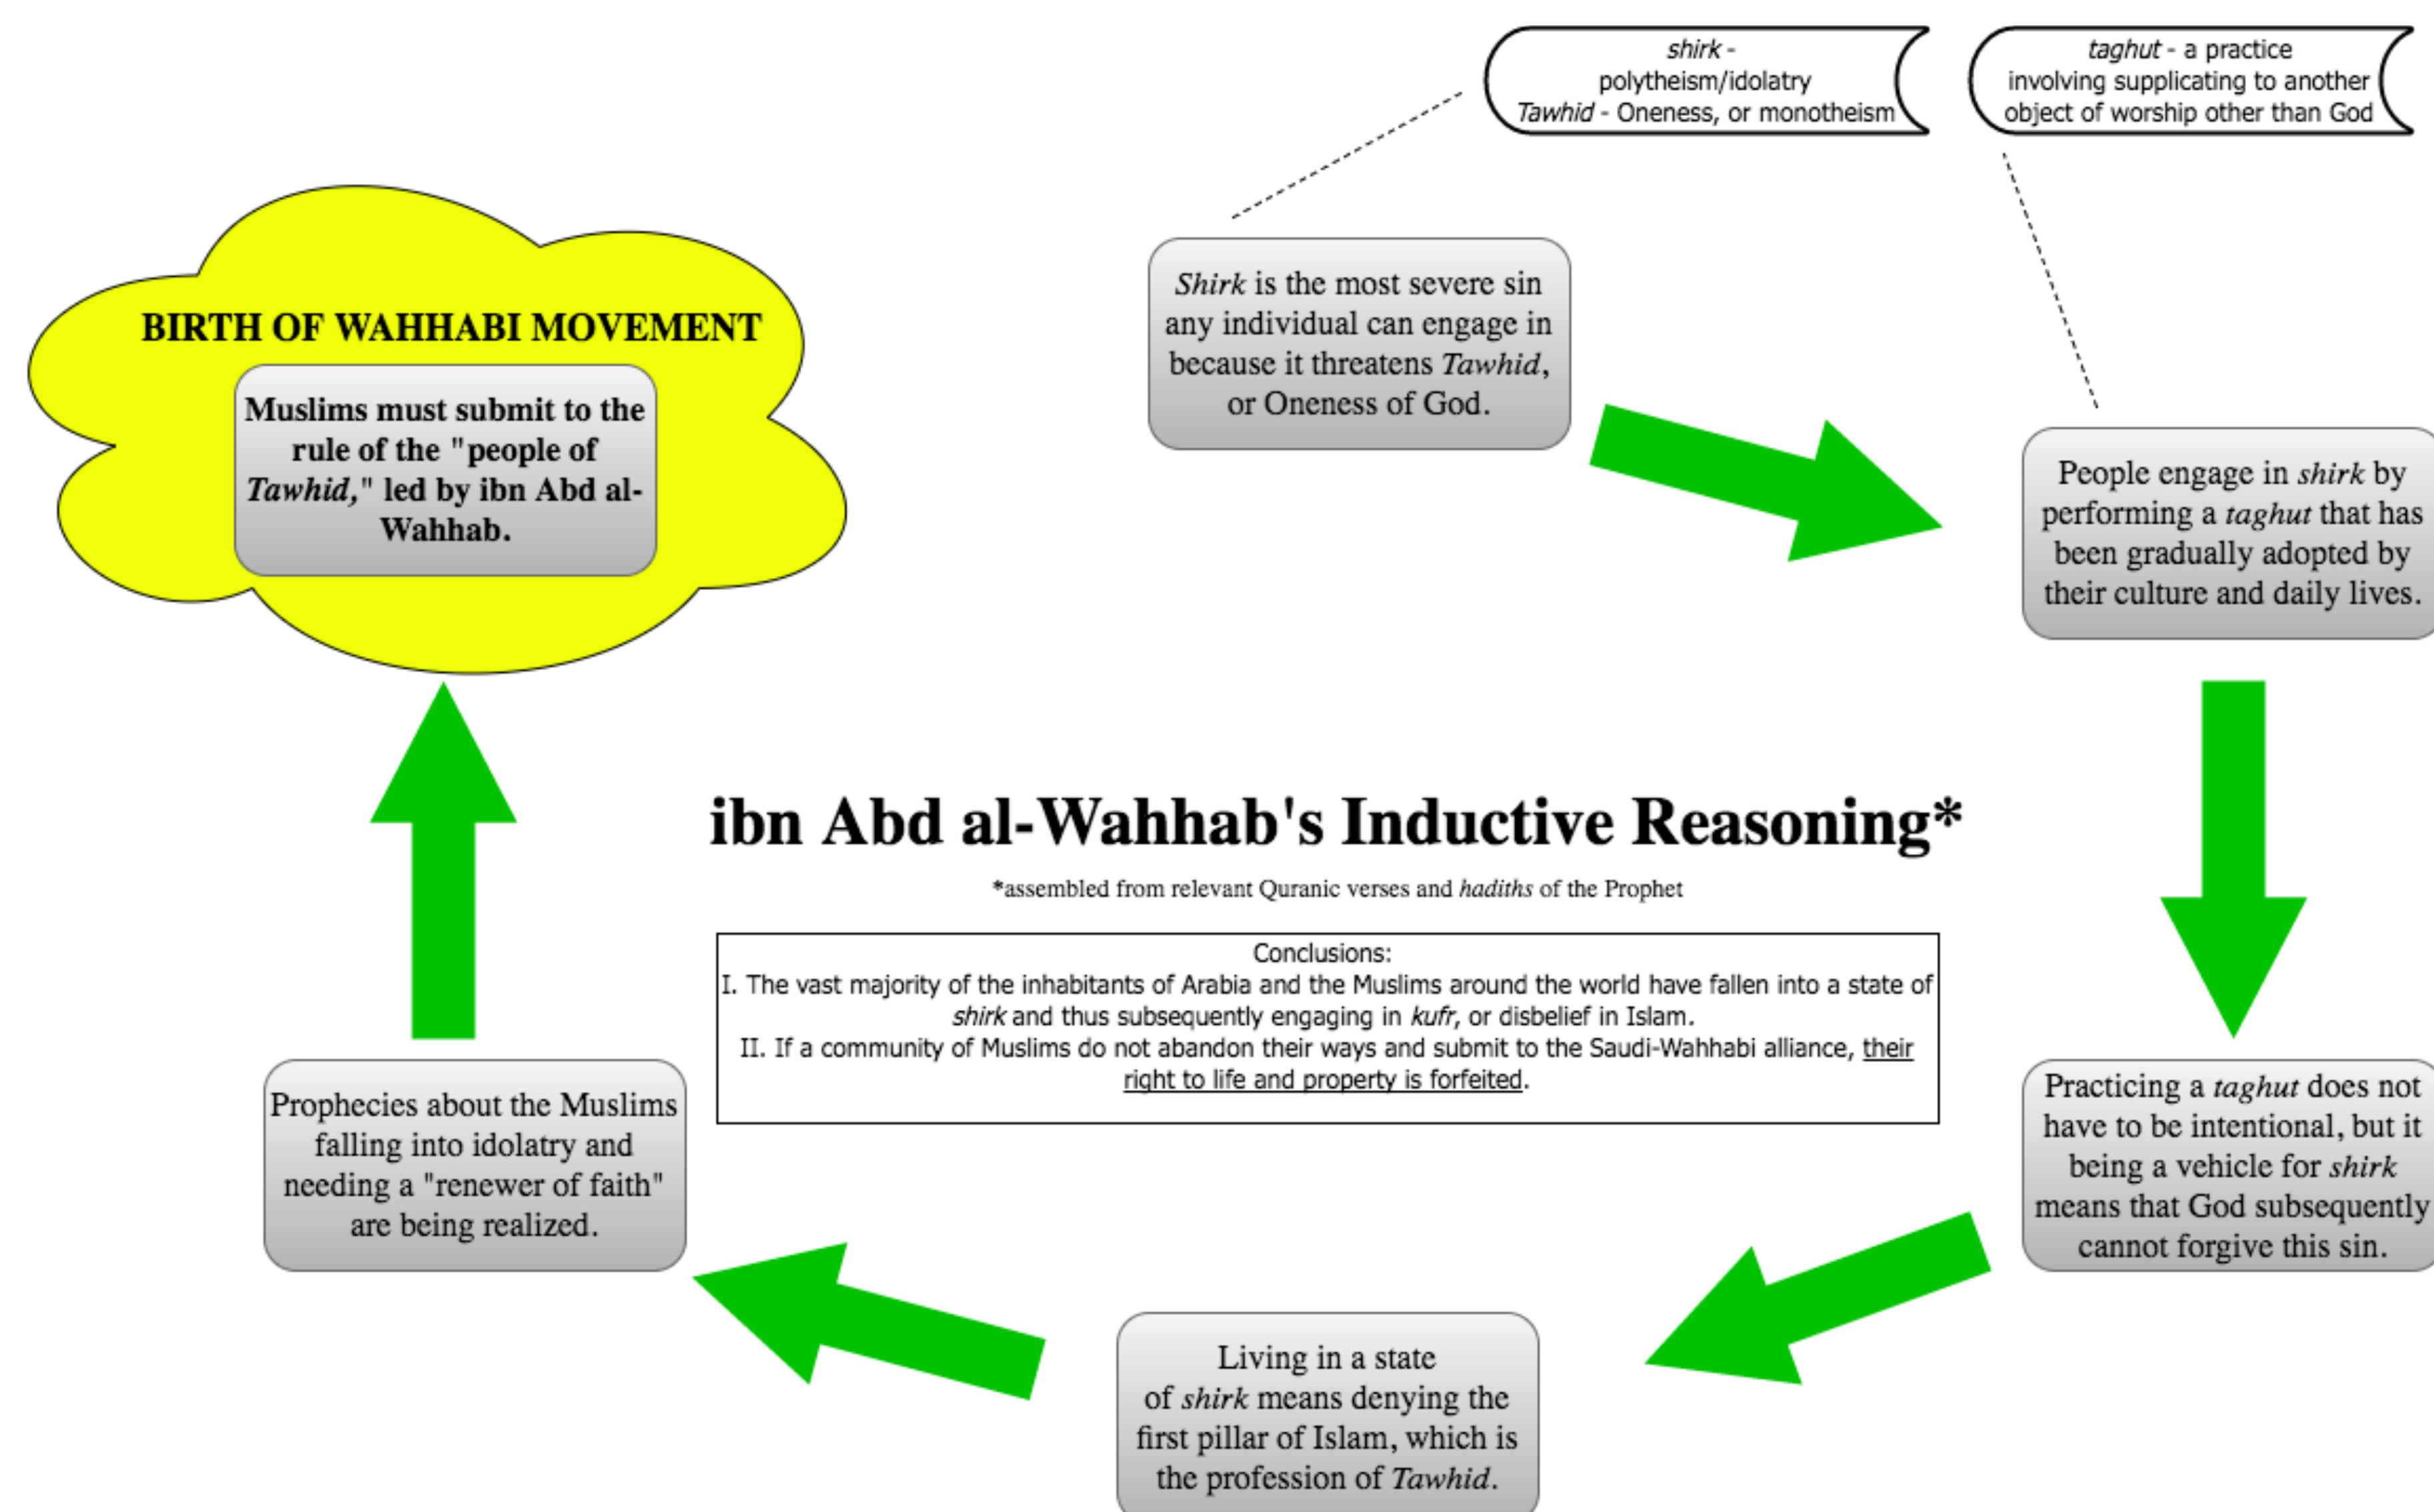 shirk -
polytheism/idolatry
Tawhid - Oneness, or monotheism
taghut - a practice
involving supplicating to another
object of worship other than God
Shirk is the most severe sin
any individual can engage in
because it threatens Tawhid,
or Oneness of God.
People engage in shirk by
performing a taghut that has
been gradually adopted by
their culture and daily lives.
Practicing a taghut does not
have to be intentional, but it
being a vehicle for shirk
means that God subsequently
cannot forgive this sin.
Living in a state
of shirk means denying the
first pillar of Islam, which is
the profession of Tawhid.
Prophecies about the Muslims
falling into idolatry and
needing a "renewer of faith"
are being realized.
BIRTH OF WAHHABI MOVEMENT
Muslims must submit to the
rule of the "people of
Tawhid," led by ibn Abd al-
Wahhab.
ibn Abd al-Wahhab's Inductive Reasoning*
*assembled from relevant Quranic verses and hadiths of the Prophet
Conclusions:
I. The vast majority of the inhabitants of Arabia and the Muslims around the world have fallen into a state of
shirk and thus subsequently engaging in kufr, or disbelief in Islam.
II. If a community of Muslims do not abandon their ways and submit to the Saudi-Wahhabi alliance, their
right to life and property is forfeited.